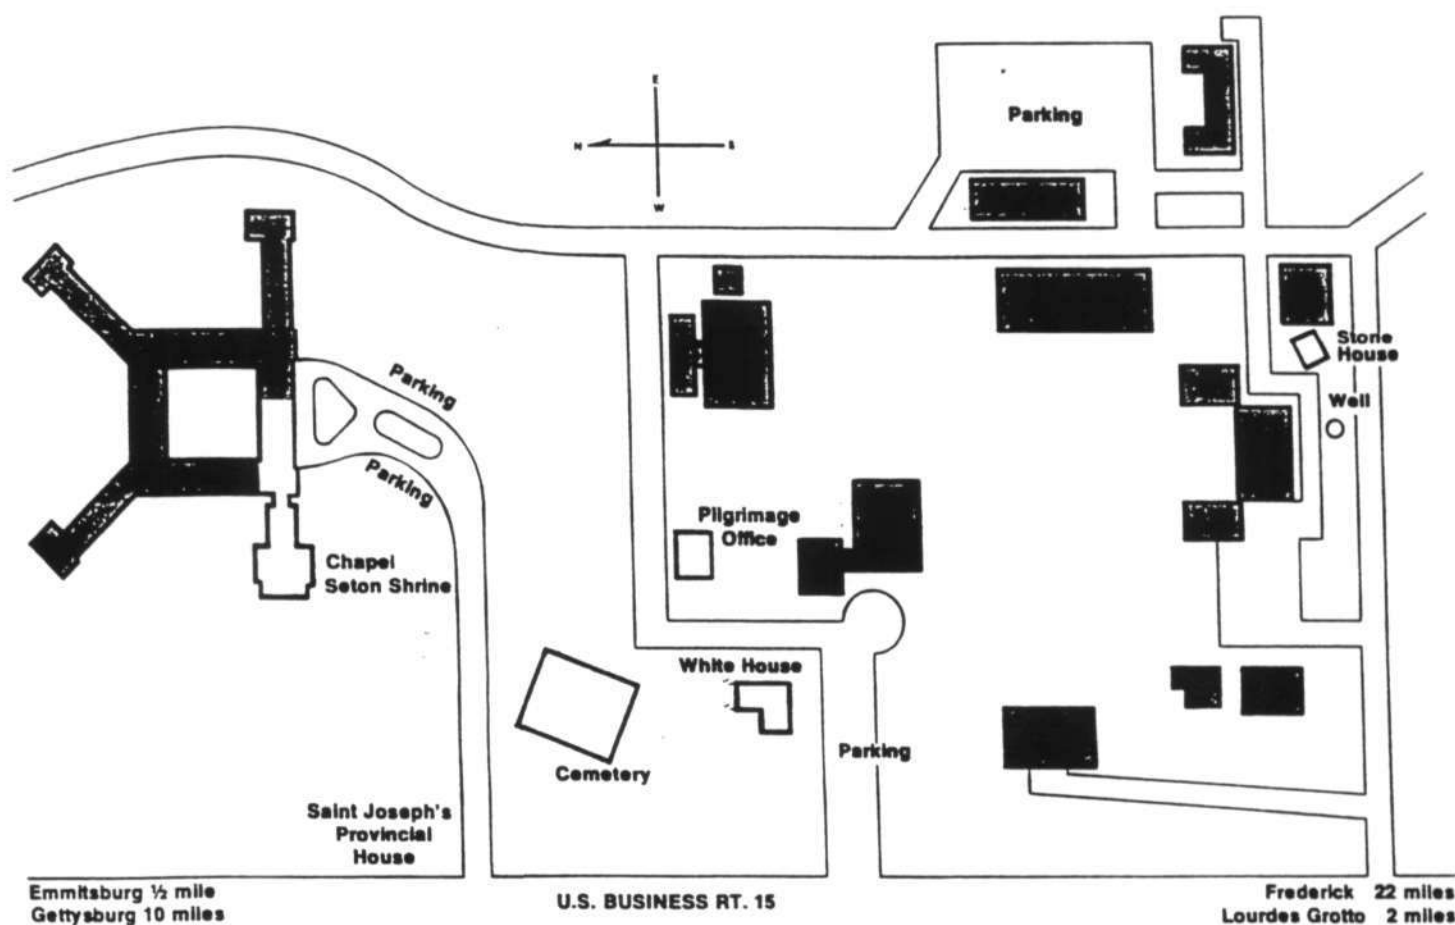 Parking
E
N
S
W
Parking
Parking
Stone
House
Well
Pilgrimage
Office
Chapel
Seton Shrine
White House
Cemetery
Parking
Saint Joseph's
Provincial
House
Emmitsburg ½ mile
Gettysburg 10 miles
U.S. BUSINESS RT. 15
Frederick 22 miles
Lourdes Grotto 2 miles